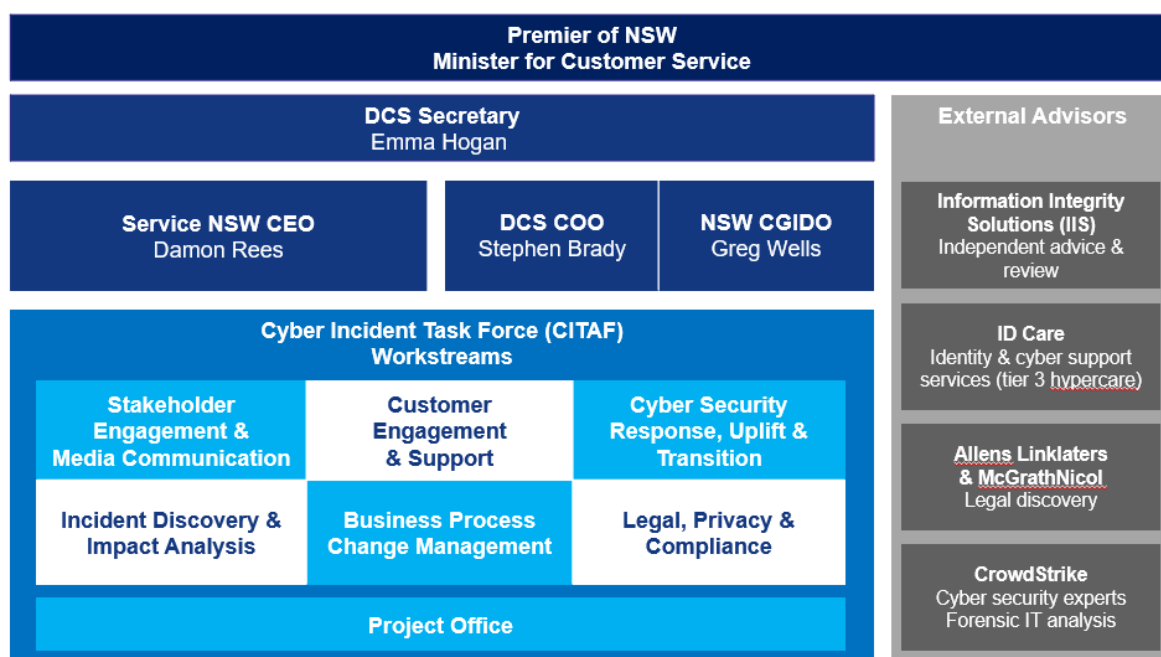 Premier of NSW
Minister for Customer Service
DCS Secretary
Emma Hogan
External Advisors
Service NSW CEO
Damon Rees
DCS COO
Stephen Brady
NSW CGIDO
Greg Wells
Information Integrity
Solutions (IIS)
Independent advice &
review
Cyber Incident Task Force (CITAF)
Workstreams
ID Care
Identity & cyber support
services (tier 3 hypercare)
Stakeholder
Engagement &
Media Communication
Customer
Engagement
& Support
Cyber Security
Response, Uplift &
Transition
Allens Linklaters
& McGrathNicol
Legal discovery
Incident Discovery &
Impact Analysis
Business Process
Change Management
Legal, Privacy &
Compliance
CrowdStrike
Cyber security experts
Forensic IT analysis
Project Office